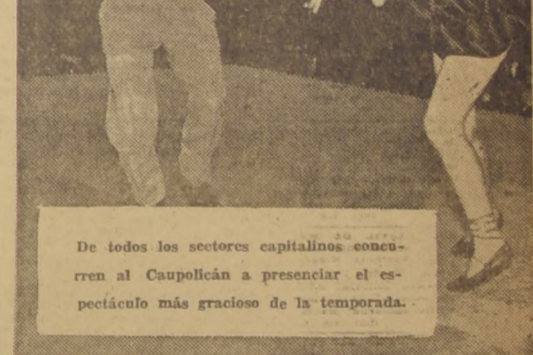 De todos los sectores capitalinos concu-
rren al Caupolicán a presenciar el es-
pectáculo más gracioso de la temporada.